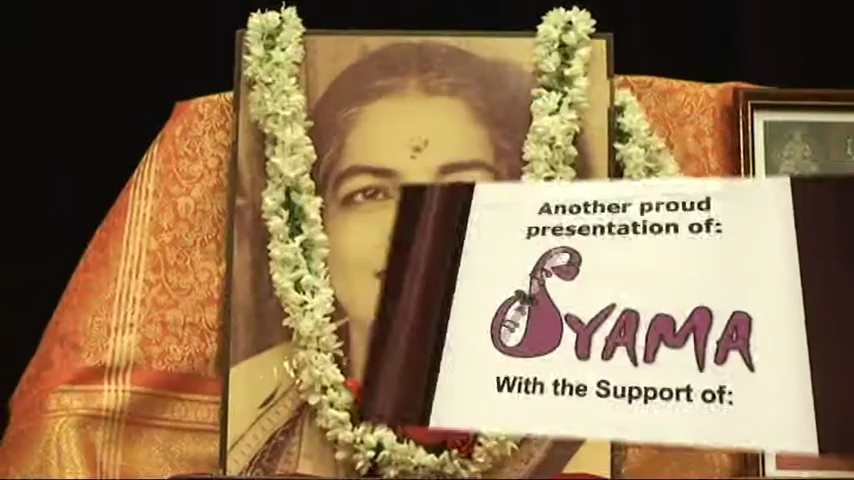 Another proud
presentation of:
SYAMA
With the Support of: